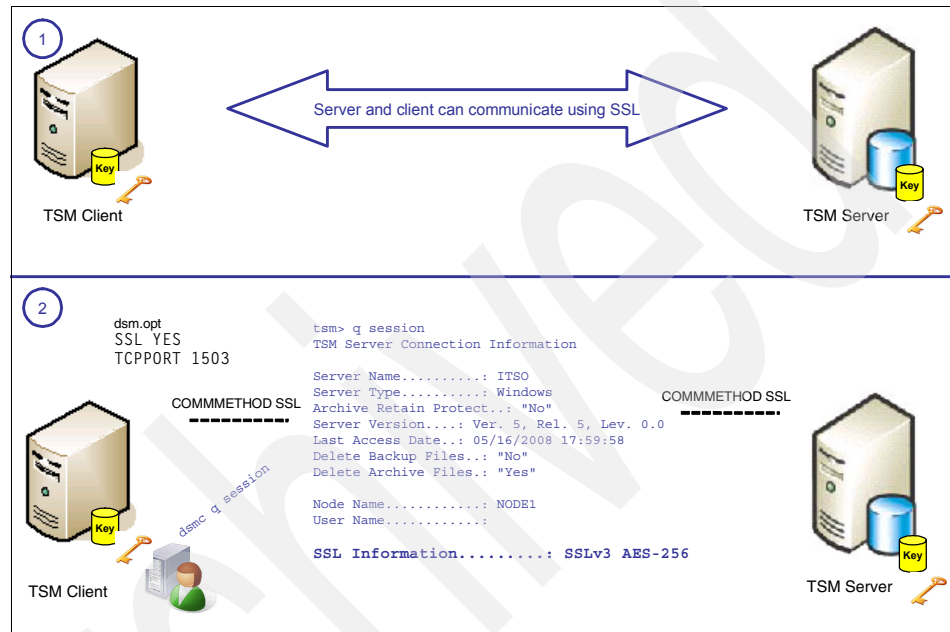 1
Server and client can communicate using SSL
Key
Key
TSM Client
TSM Server
2
dsm.opt
SSL YES
TCPPORT 1503
tsm> q session
TSM Server Connection Information
Server Name..........: ITSO
Server Type..........: Windows
Archive Retain Protect..: "No"
Server Version....: Ver. 5, Rel. 5, Lev. 0.0
Last Access Date..: 05/16/2008 17:59:58
Delete Backup Files..: "No"
Delete Archive Files.: "Yes"
Node Name............: NODE1
User Name............:
SSL Information.........: SSLv3 AES-256
COMMMETHOD SSL
COMMMETHOD SSL
dsmc q session
Key
Key
TSM Client
TSM Server